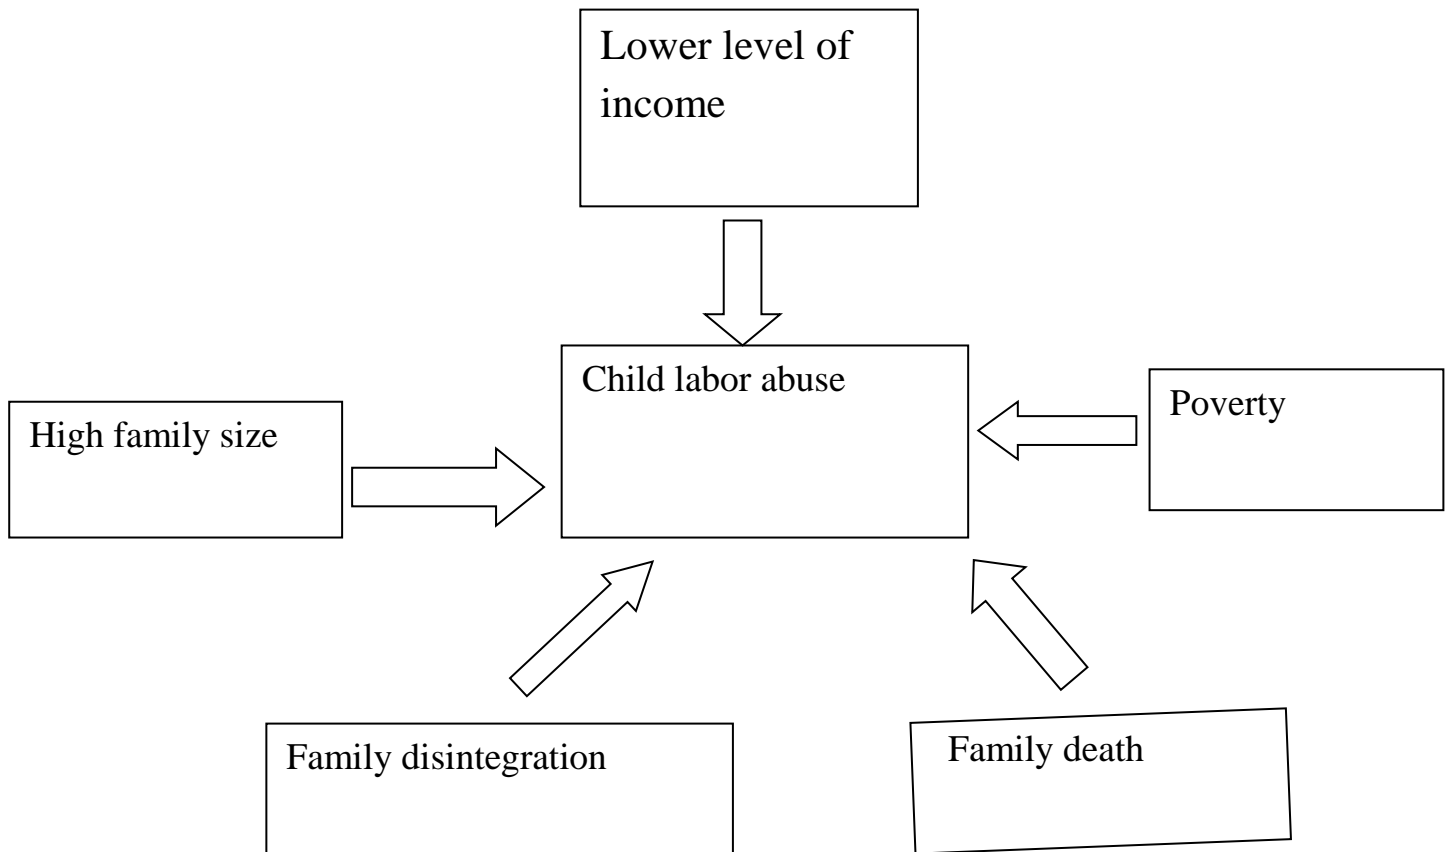 Lower level of
income
Child labor abuse
Poverty
High family size
Family disintegration
Family death